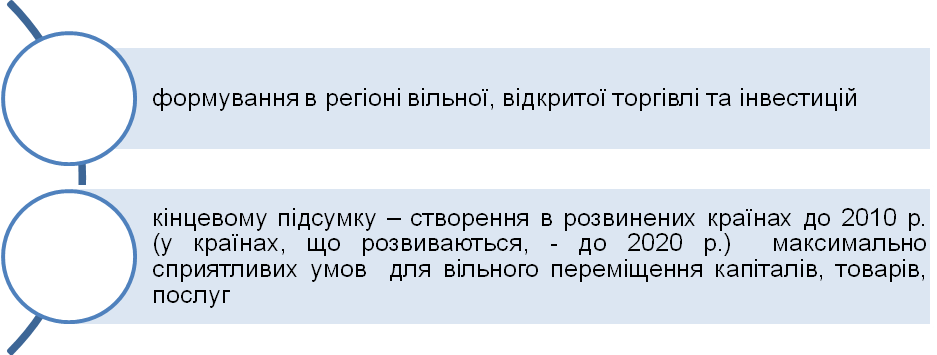 формування в регіоні вільної, відкритої торгівлі та інвестицій
кінцевому підсумку – створення в розвинених країнах до 2010 р.
(у країнах, що розвиваються, - до 2020 р.) максимально
сприятливих умов для вільного переміщення капіталів, товарів,
послуг